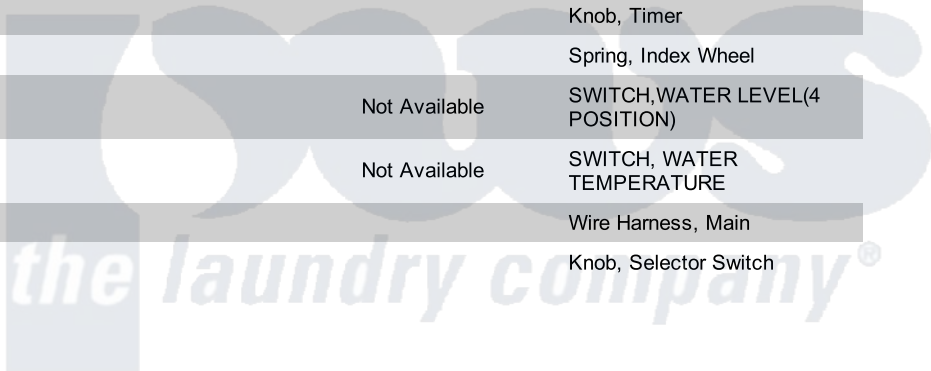 Knob, Timer
Spring, Index Wheel
Not Available
SWITCH,WATER LEVEL(4
POSITION)
Not Available
SWITCH, WATER
TEMPERATURE
Wire Harness, Main
Knob, Selector Switch
pws
the laundry company®